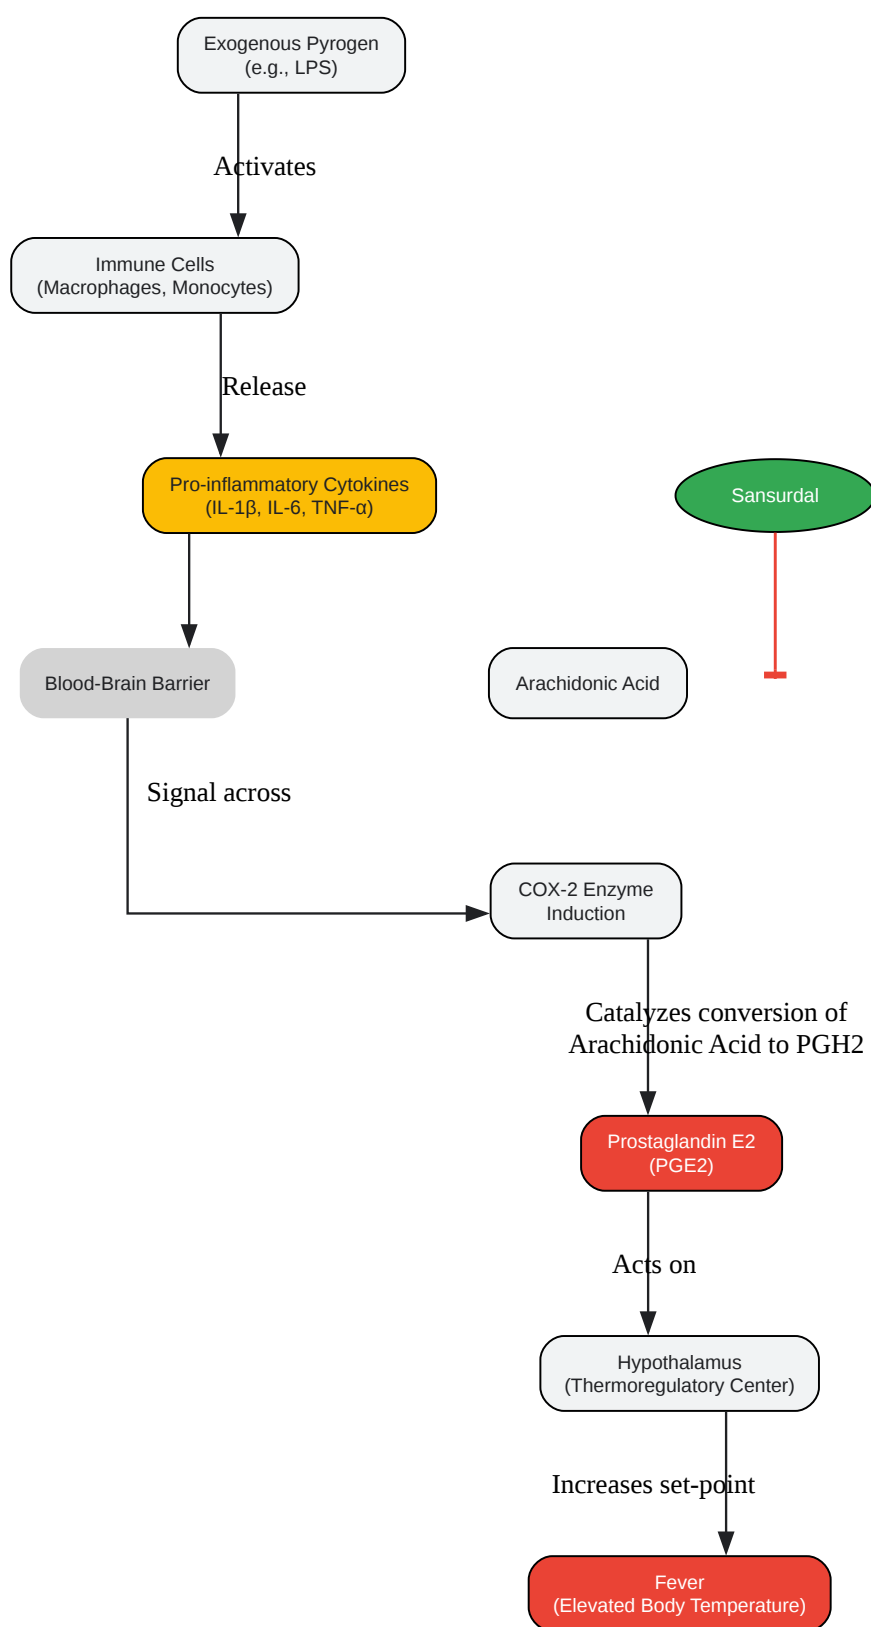 Exogenous Pyrogen
(e.g., LPS)
Activates
Immune Cells
(Macrophages, Monocytes)
Release
Pro-inflammatory Cytokines
(IL-1β, IL-6, TNF-α)
Sansurdal
Blood-Brain Barrier
Arachidonic Acid
Signal across
COX-2 Enzyme
Induction
Catalyzes conversion of
Arachidonic Acid to PGH2
Prostaglandin E2
(PGE2)
Acts on
Hypothalamus
(Thermoregulatory Center)
Increases set-point
Fever
(Elevated Body Temperature)